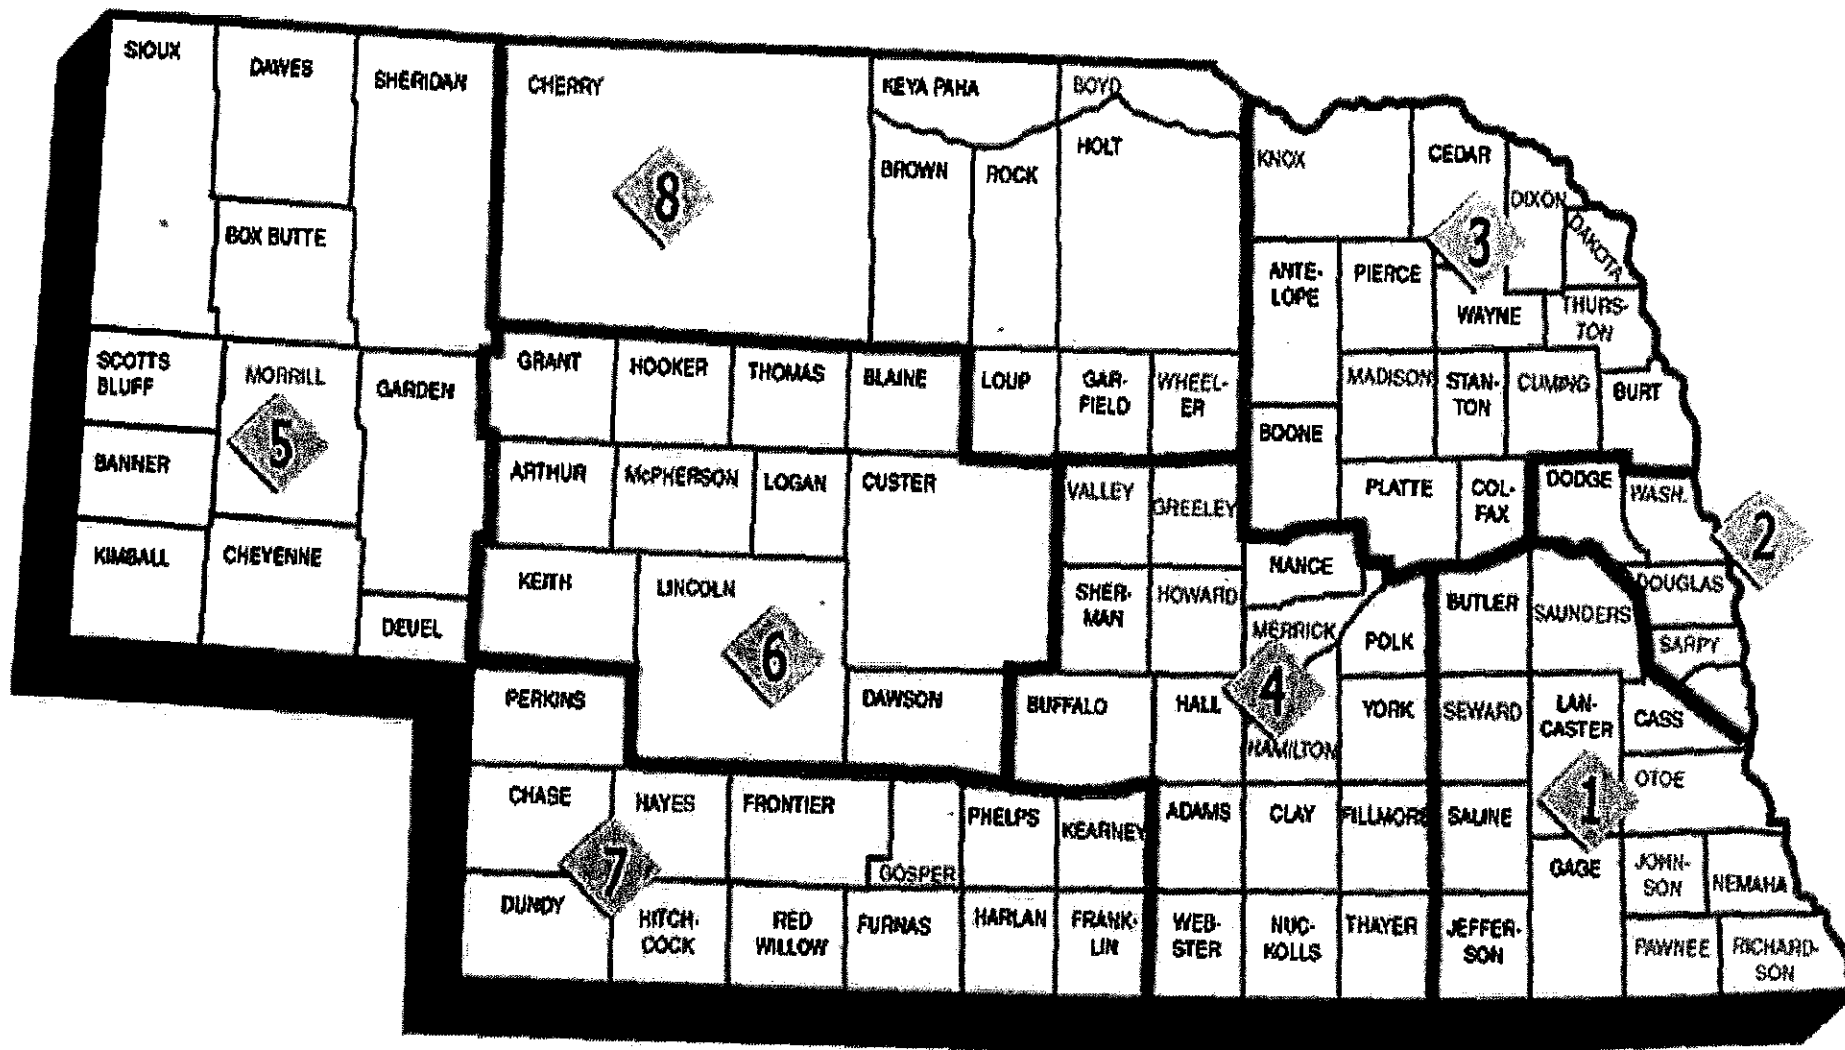 SIOUX
DAWES
SHERIDAN
CHERRY
KEYA PAHA
BOYD
HOLT
BROWN
ROCK
8
KNOX
CEDAR
DIXON
DAKOTA
3
BOX BUTTE
ANTE-
LOPE
PIERCE
WAYNE
THURS-
TON
SCOTTS
BLUFF
MORRILL
GARDEN
GRANT
HOOKER
THOMAS
BLAINE
LOUP
GAR-
FIELD
WHEEL-
ER
MADISON
STAN-
TON
CUMING
BURT
5
BOONE
BANNER
ARTHUR
McPHERSON
LOGAN
CUSTER
VALLEY
GREELEY
PLATTE
COL-
FAX
DODGE
WASH.
2
KIMBALL
CHEYENNE
KEITH
LINCOLN
SHER-
MAN
HOWARD
NANCE
BUTLER
SAUNDERS
DOUGLAS
DEUEL
6
MERRICK
POLK
SARPY
PERKINS
DAWSON
BUFFALO
HALL
4
HAMILTON
YORK
SEWARD
LAN-
CASTER
CASS
CHASE
HAYES
FRONTIER
PHELPS
KEARNEY
ADAMS
CLAY
FILLMORE
SALINE
1
OTOE
7
GOSPER
GAGE
JOHN-
SON
NEMAHA
DUNDY
HITCH-
COCK
RED
WILLOW
FURNAS
HARLAN
FRANK-
LIN
WEB-
STER
NUC-
KOLLS
THAYER
JEFFER-
SON
PAWNEE
RICHARD-
SON